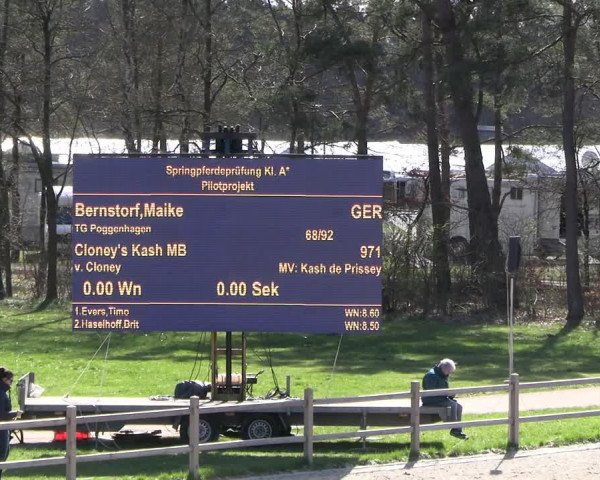 Springpferdeprüfung Kl. A*
Pilotprojekt
Bernstorf,Maike GER
TG Poggenhagen 68/92
Cloney's Kash MB 971
v. Cloney MV: Kash de Prissey
0.00 Wn 0.00 Sek
1.Evers,Timo WN:8.60
2.Haselhoff,Brit WN:8.50